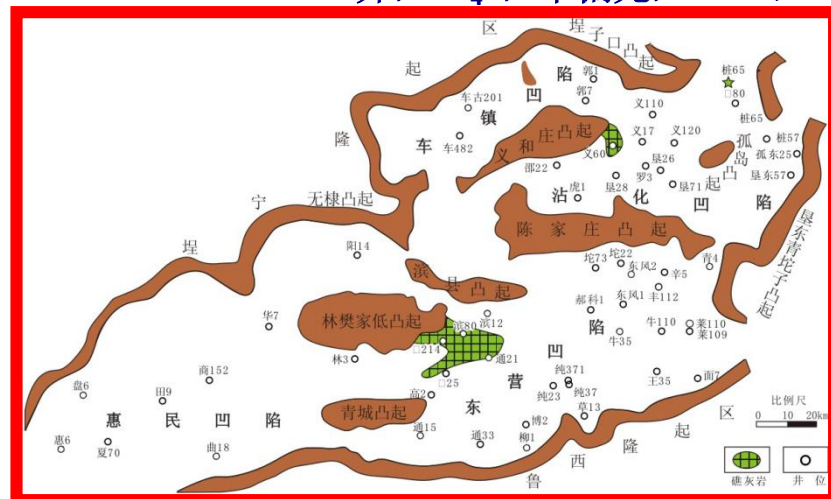 区
埕子口凸起
起
郭1
桩65
80
陷
凹
镇
车
车古201
郭7
义110
隆
桩65
桩57
车482
义和庄凸起
义17
义120
孤岛凸起
孤东25
义60
邵22
罗3
垦26
垦东57
宁
无棣凸起
虎1
垦28
垦71
沾化凹陷
埕
陈家庄凸起
垦东青坨子凸起
阳14
滨县凸起
坨73
坨22
东风2
辛5
青4
华7
林樊家低凸起
滨80
滨12
郝科1
东风1
丰112
陷
莱110
214
牛35
牛110
莱109
林3
通21
凹
商152
25
纯371
王35
面7
盘6
田9
高2
营
纯23
纯37
比例尺
惠民凹陷
青城凸起
东
草13
区
0 10 20km
博2
起
惠6
夏70
曲18
通15
通33
柳1
隆
西
鲁
礁灰岩
井 位